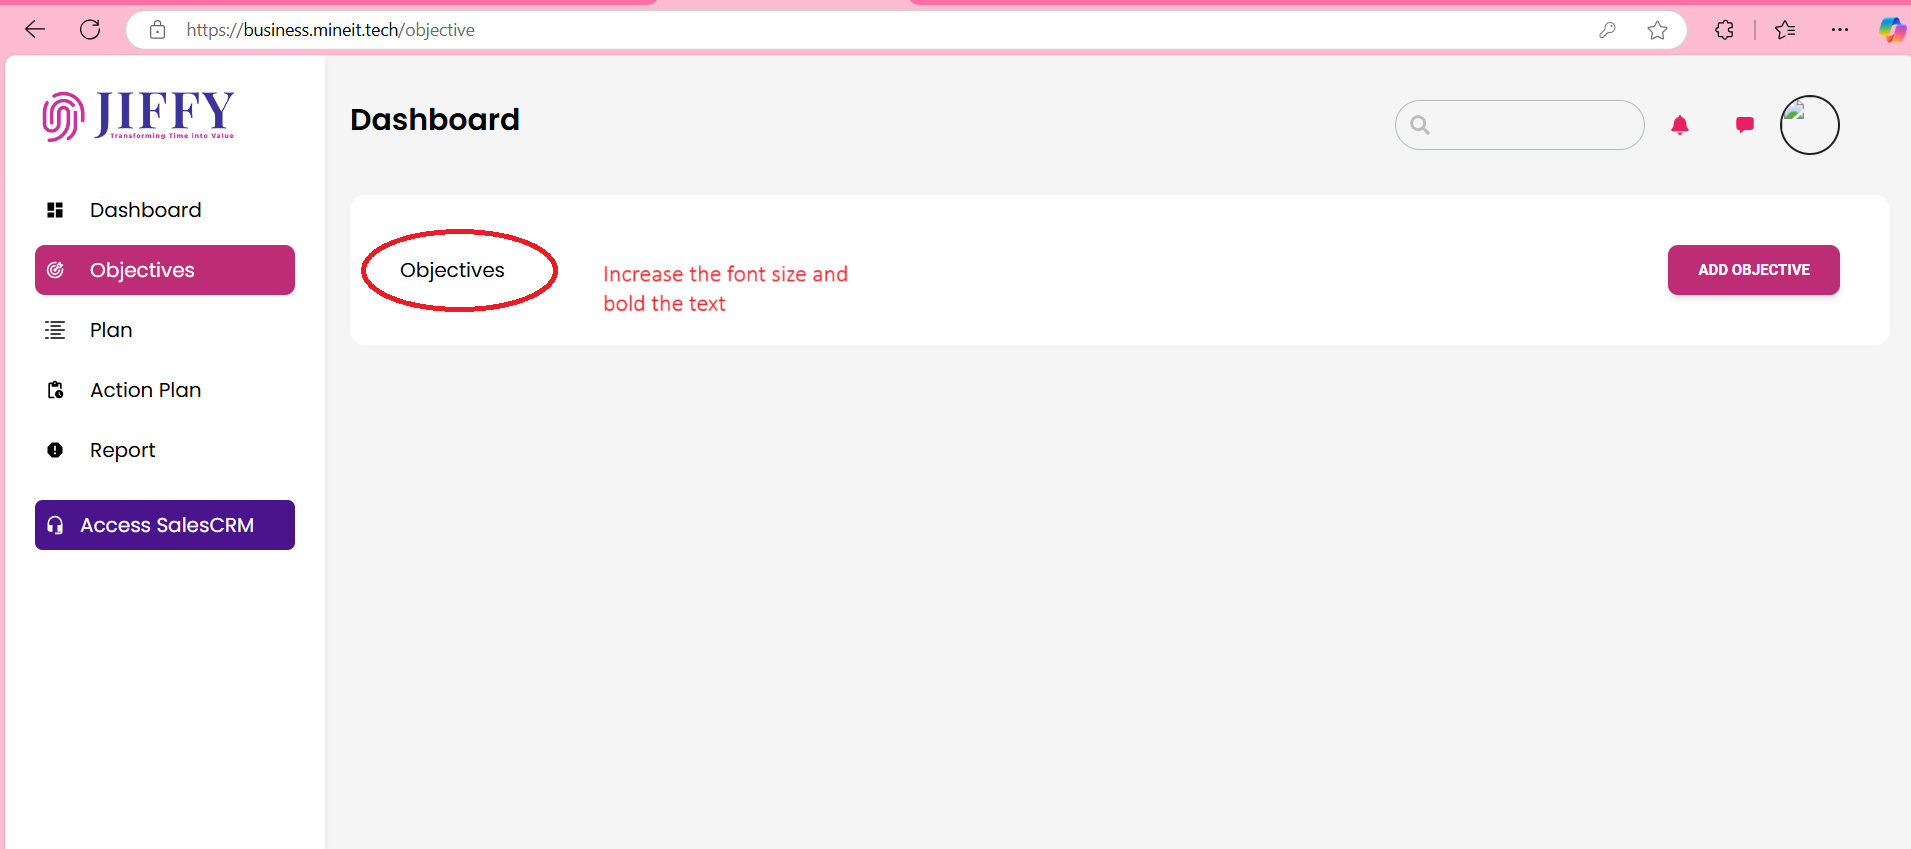 https://business.mineit.tech/objective
JIFFY
Transforming Time into Value
Dashboard
Dashboard
Objectives
Objectives
Increase the font size and
bold the text
ADD OBJECTIVE
Plan
Action Plan
Report
Access SalesCRM